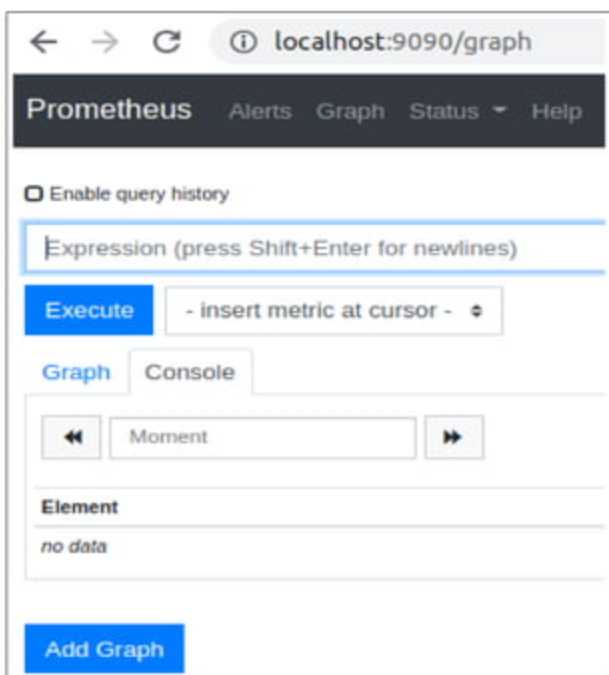 localhost:9090/graph
Prometheus Alerts Graph Status Help
Enable query history
Expression (press Shift+Enter for newlines)
Execute - insert metric at cursor -
Graph Console
Moment
Element
no data
Add Graph